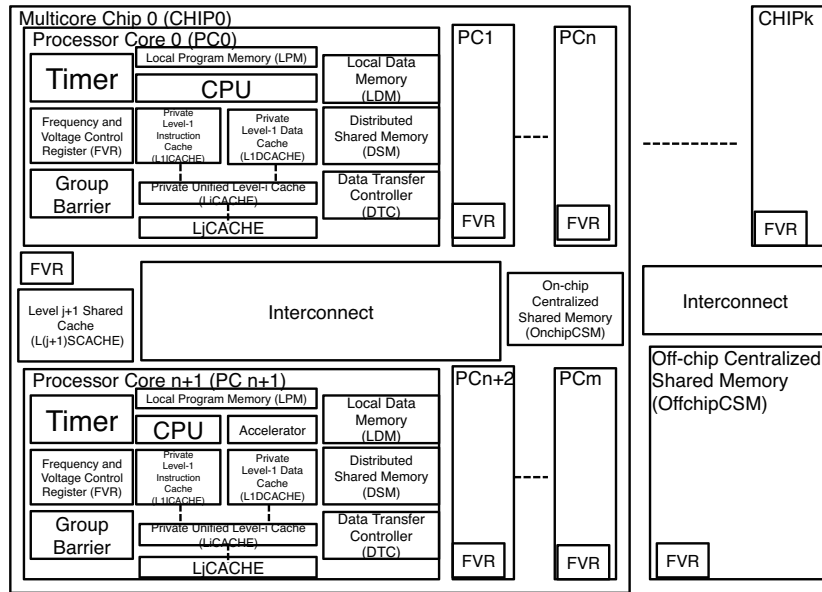 Multicore Chip 0 (CHIP0)
Processor Core 0 (PC0)
Timer
Local Program Memory (LPM)
CPU
Local Data
Memory
(LDM)
Frequency and
Voltage Control
Register (FVR)
Private
Level-1
Instruction
Cache
(L1ICACHE)
Private
Level-1 Data
Cache
(L1DCACHE)
Distributed
Shared Memory
(DSM)
Group
Barrier
Private Unified Level-i Cache
(LiCACHE)
LjCACHE
Data Transfer
Controller
(DTC)
PC1
FVR
PCn
FVR
CHIPk
FVR
FVR
Level j+1 Shared
Cache
(L(j+1)SCACHE)
Interconnect
On-chip
Centralized
Shared Memory
(OnchipCSM)
Interconnect
Processor Core n+1 (PC n+1)
Timer
Local Program Memory (LPM)
CPU
Accelerator
Local Data
Memory
(LDM)
Frequency and
Voltage Control
Register (FVR)
Private
Level-1
Instruction
Cache
(L1ICACHE)
Private
Level-1 Data
Cache
(L1DCACHE)
Distributed
Shared Memory
(DSM)
Group
Barrier
Private Unified Level-i Cache
(LiCACHE)
LjCACHE
Data Transfer
Controller
(DTC)
PCn+2
FVR
PCm
FVR
Off-chip Centralized
Shared Memory
(OffchipCSM)
FVR